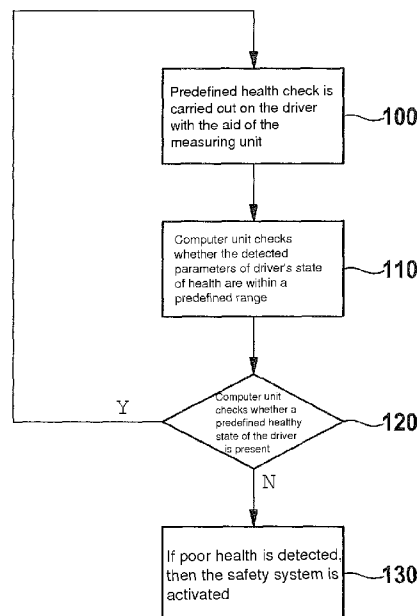 Predefined health check is
carried out on the driver
with the aid of the
measuring unit
100
Computer unit checks
whether the detected
parameters of driver's state
of health are within a
predefined range
110
Computer unit
checks whether a
predefined healthy
state of the driver
is present
120
Y
N
If poor health is detected,
then the safety system is
activated
130